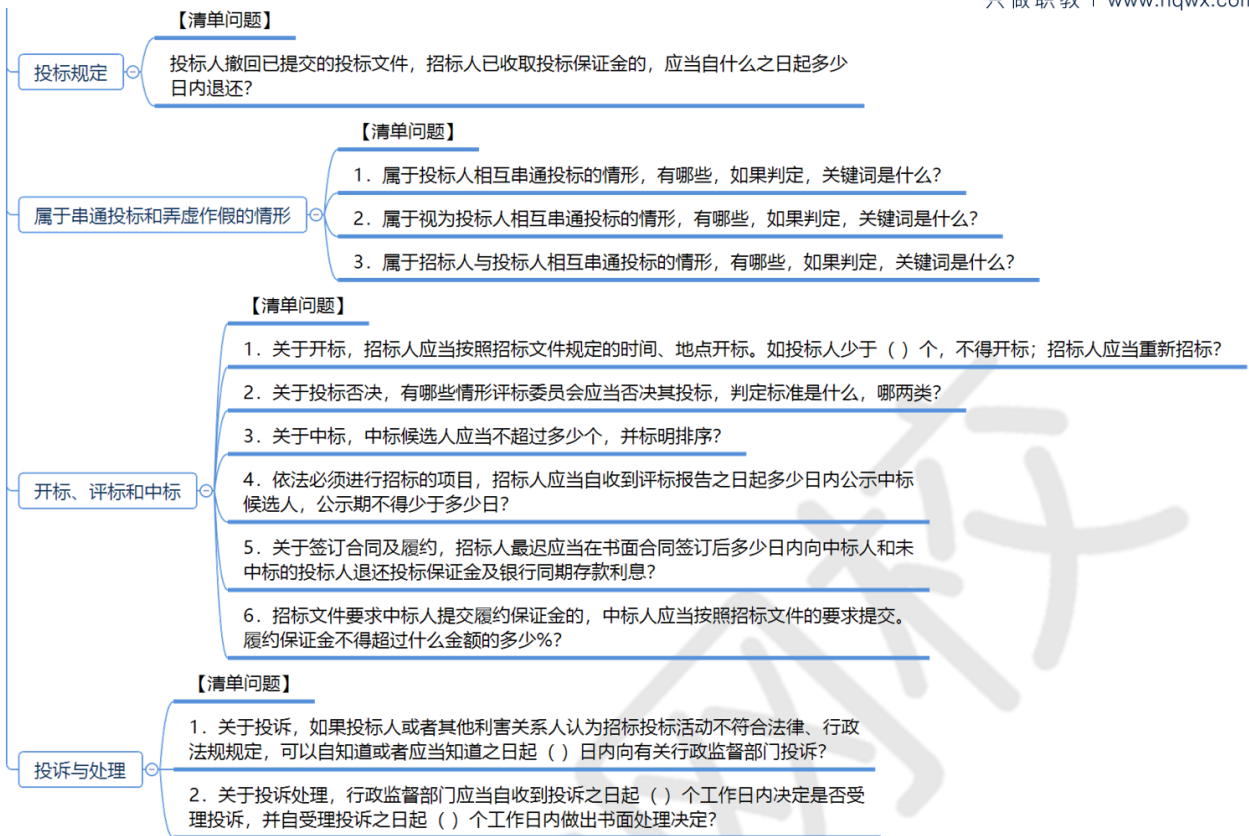 只做职教 | www.hqwx.com
【清单问题】
投标规定
投标人撤回已提交的投标文件，招标人已收取投标保证金的，应当自什么之日起多少
日内退还？
【清单问题】
1．属于投标人相互串通投标的情形，有哪些，如果判定，关键词是什么？
属于串通投标和弄虚作假的情形
2．属于视为投标人相互串通投标的情形，有哪些，如果判定，关键词是什么？
3．属于招标人与投标人相互串通投标的情形，有哪些，如果判定，关键词是什么？
【清单问题】
1．关于开标，招标人应当按照招标文件规定的时间、地点开标。如投标人少于（ ）个，不得开标；招标人应当重新招标？
2．关于投标否决，有哪些情形评标委员会应当否决其投标，判定标准是什么，哪两类？
3．关于中标，中标候选人应当不超过多少个，并标明排序？
开标、评标和中标
4．依法必须进行招标的项目，招标人应当自收到评标报告之日起多少日内公示中标
候选人，公示期不得少于多少日？
5．关于签订合同及履约，招标人最迟应当在书面合同签订后多少日内向中标人和未
中标的投标人退还投标保证金及银行同期存款利息？
6．招标文件要求中标人提交履约保证金的，中标人应当按照招标文件的要求提交。
履约保证金不得超过什么金额的多少%？
【清单问题】
1．关于投诉，如果投标人或者其他利害关系人认为招标投标活动不符合法律、行政
法规规定，可以自知道或者应当知道之日起（ ）日内向有关行政监督部门投诉？
投诉与处理
2．关于投诉处理，行政监督部门应当自收到投诉之日起（ ）个工作日内决定是否受
理投诉，并自受理投诉之日起（ ）个工作日内做出书面处理决定？
网校